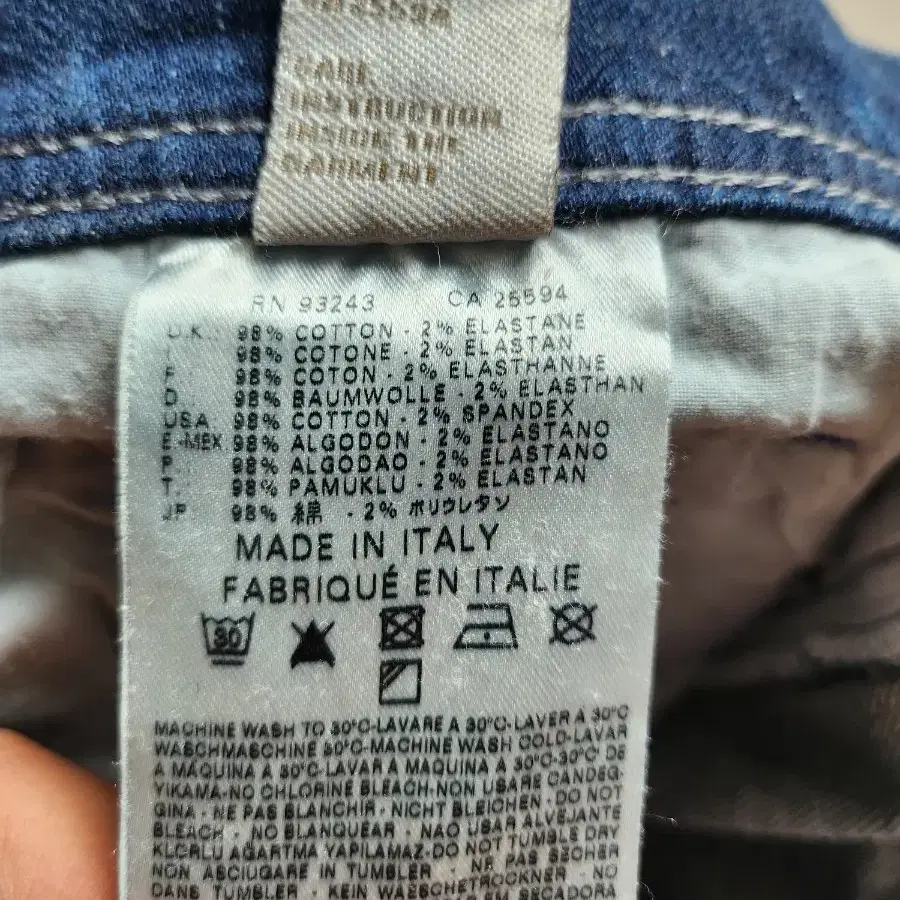 CARE
INSTRUCTION
INSIDE THE
GARMENT
RN 93243 CA 25594
U.K. 98% COTTON - 2% ELASTANE
I 98% COTONE - 2% ELASTAN
F. 98% COTON - 2% ELASTHANNE
D. 98% BAUMWOLLE - 2% ELASTHAN
USA 98% COTTON - 2% SPANDEX
E-MEX. 98% ALGODON - 2% ELASTANO
P. 98% ALGODAO - 2% ELASTANO
T. 98% PAMUKLU - 2% ELASTAN
JP 98% 綿 - 2% ポリウレタン
MADE IN ITALY
FABRIQUÉ EN ITALIE
30
MACHINE WASH TO 30°C-LAVARE A 30°C-LAVER A 30°C
WASCHMASCHINE 30°C-MACHINE WASH COLD-LAVAR
A MAQUINA A 30°C-LAVAR A MAQUINA A 30°C-30°C DE
YIKAMA-NO CHLORINE BLEACH-NON USARE CANDEG-
GINA - NE PAS BLANCHIR - NICHT BLEICHEN - DO NOT
BLEACH - NO BLANQUEAR - NAO USAR ALVEJANTE
KLCRLU AGARTMA YAPILAMAZ-DO NOT TUMBLE DRY
NON ASCIUGARE IN TUMBLER - NE PAS SECHER
DANS TUMBLER - KEIN WAESCHETROCKNER - NO
EN SECADORA